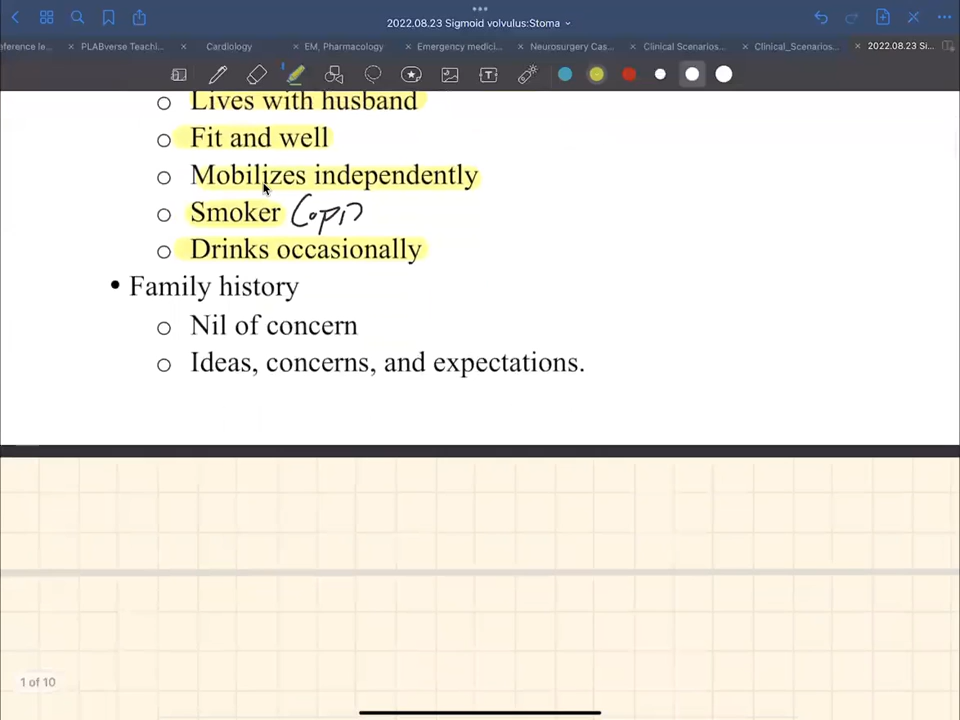 2022.08.23 Sigmoid volvulus:Stoma
eference le...
PLABverse Teachi...
Cardiology
EM, Pharmacology
Emergency medici...
Neurosurgery Cas...
Clinical Scenarios...
Clinical_Scenarios...
2022.08.23 Si...
Lives with husband
Fit and well
Mobilizes independently
Smoker
Drinks occasionally
• Family history
Nil of concern
Ideas, concerns, and expectations.
1 of 10